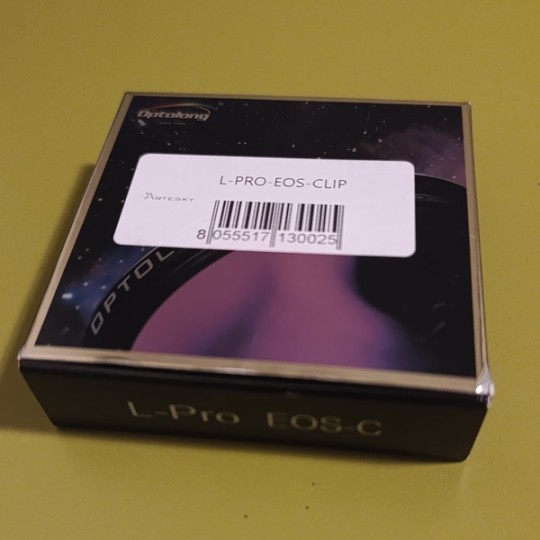 Optolong
L-PRO-EOS-CLIP
ARTESKY
8 055517 130025
OPTOL
L-Pro EOS-C